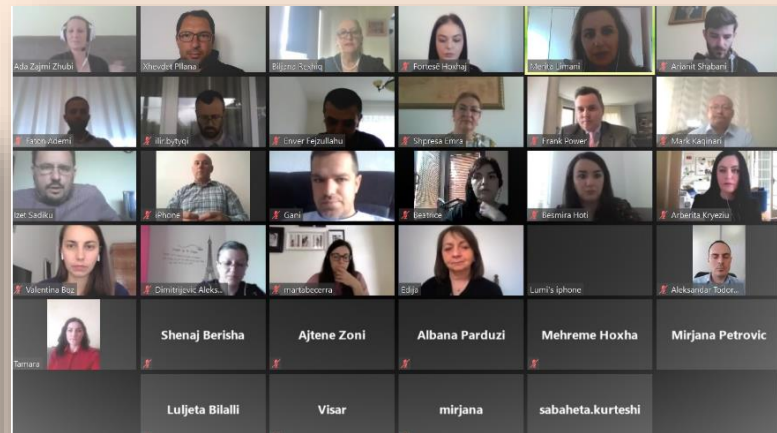 Ada Zajmi Zhubi
Xhevdet Pllana
Biljana Rexhiq
Fortesë Hoxhaj
Merita Limani
Arianit Shabani
Faton Ademi
ilir.bytyqi
Enver Fejzullahu
Shpresa Emra
Frank Power
Mark Kaqinari
Izet Sadiku
iPhone
Gani
Beatrice
Besmira Hoti
Arberita Kryeziu
Valentina Boz
Dimitrijevic Aleks...
martabecerra
Edija
Lumi's iphone
Aleksandar Todor...
Tamara
Shenaj Berisha
Ajtene Zoni
Albana Parduzi
Mehreme Hoxha
Mirjana Petrovic
Luljeta Bilalli
Visar
mirjana
sabaheta.kurteshi